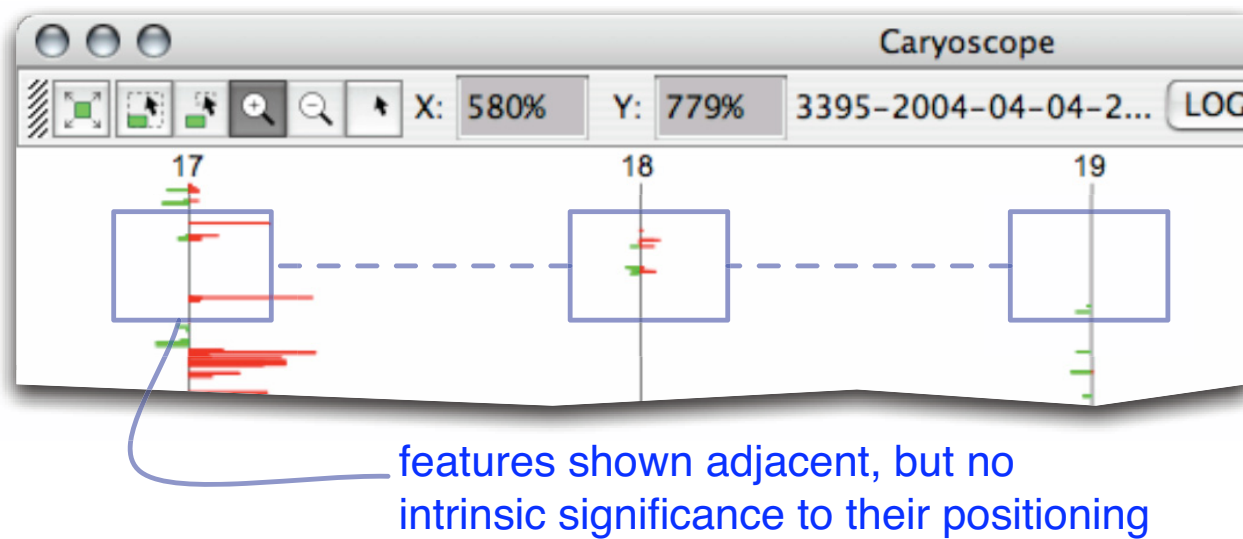 Caryoscope
X: 580% Y: 779% 3395-2004-04-04-2... LOG
17 18 19
features shown adjacent, but no
intrinsic significance to their positioning